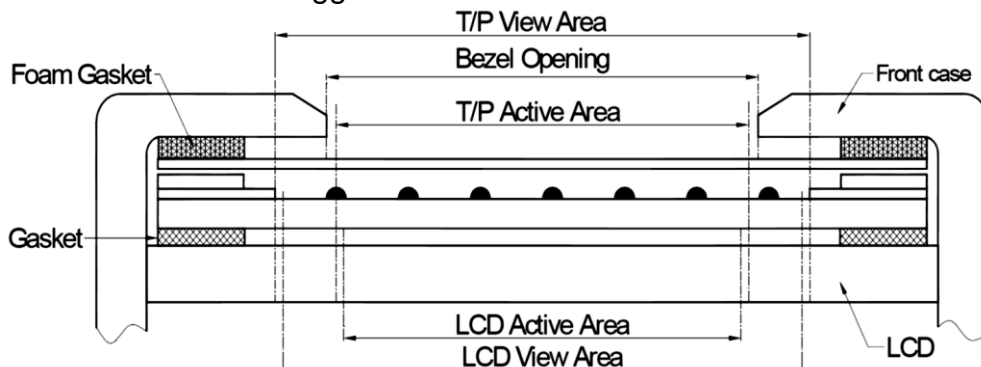 T/P View Area
Bezel Opening
Foam Gasket
Front case
T/P Active Area
Gasket
LCD Active Area
LCD
LCD View Area